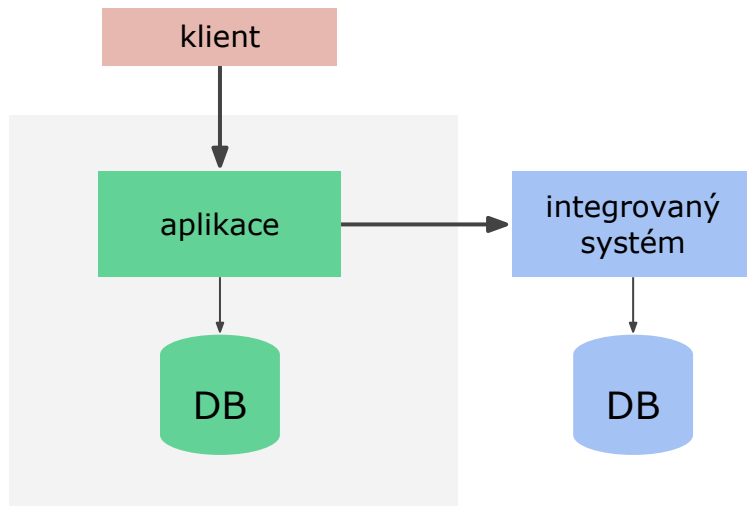 klient
aplikace
integrovaný
systém
DB
DB